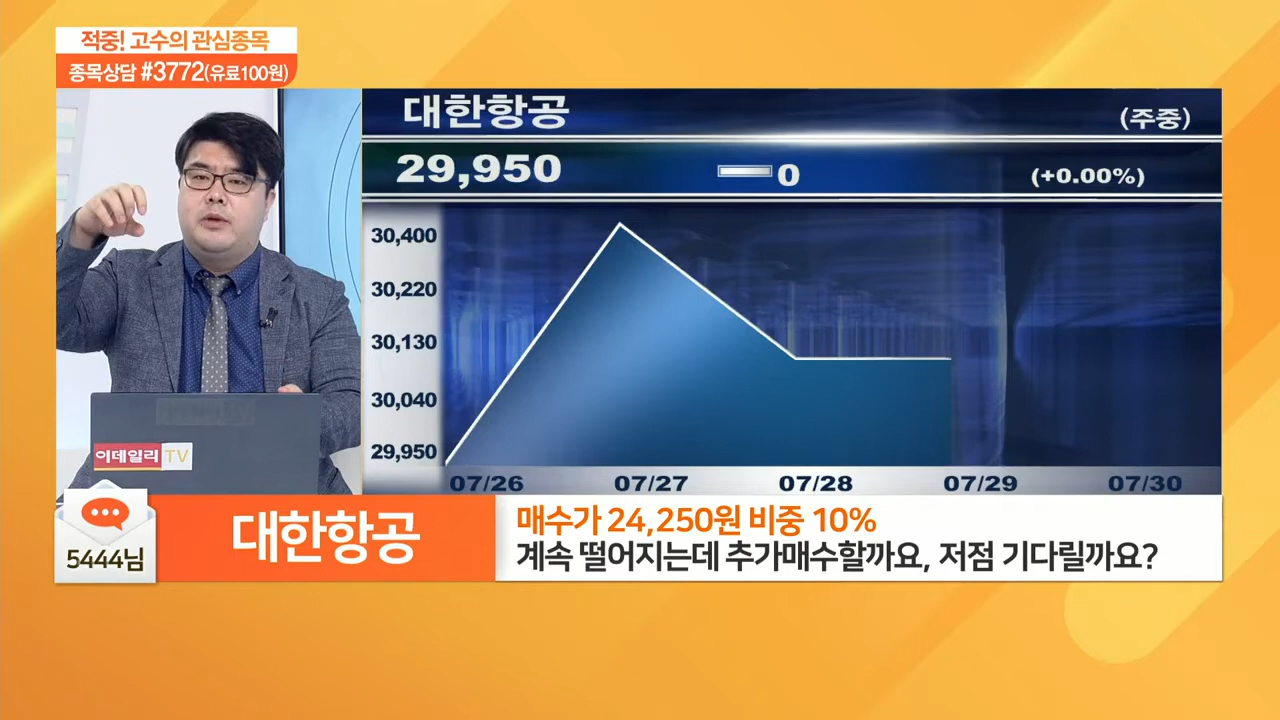 적중! 고수의 관심종목
종목상담 #3772(유료100원)
대한항공
(주중)
29,950
0
(+0.00%)
30,400
30,220
30,130
30,040
29,950
07/26
07/27
07/28
07/29
07/30
이데일리TV
5444님
대한항공
매수가 24,250원 비중 10%
계속 떨어지는데 추가매수할까요, 저점 기다릴까요?